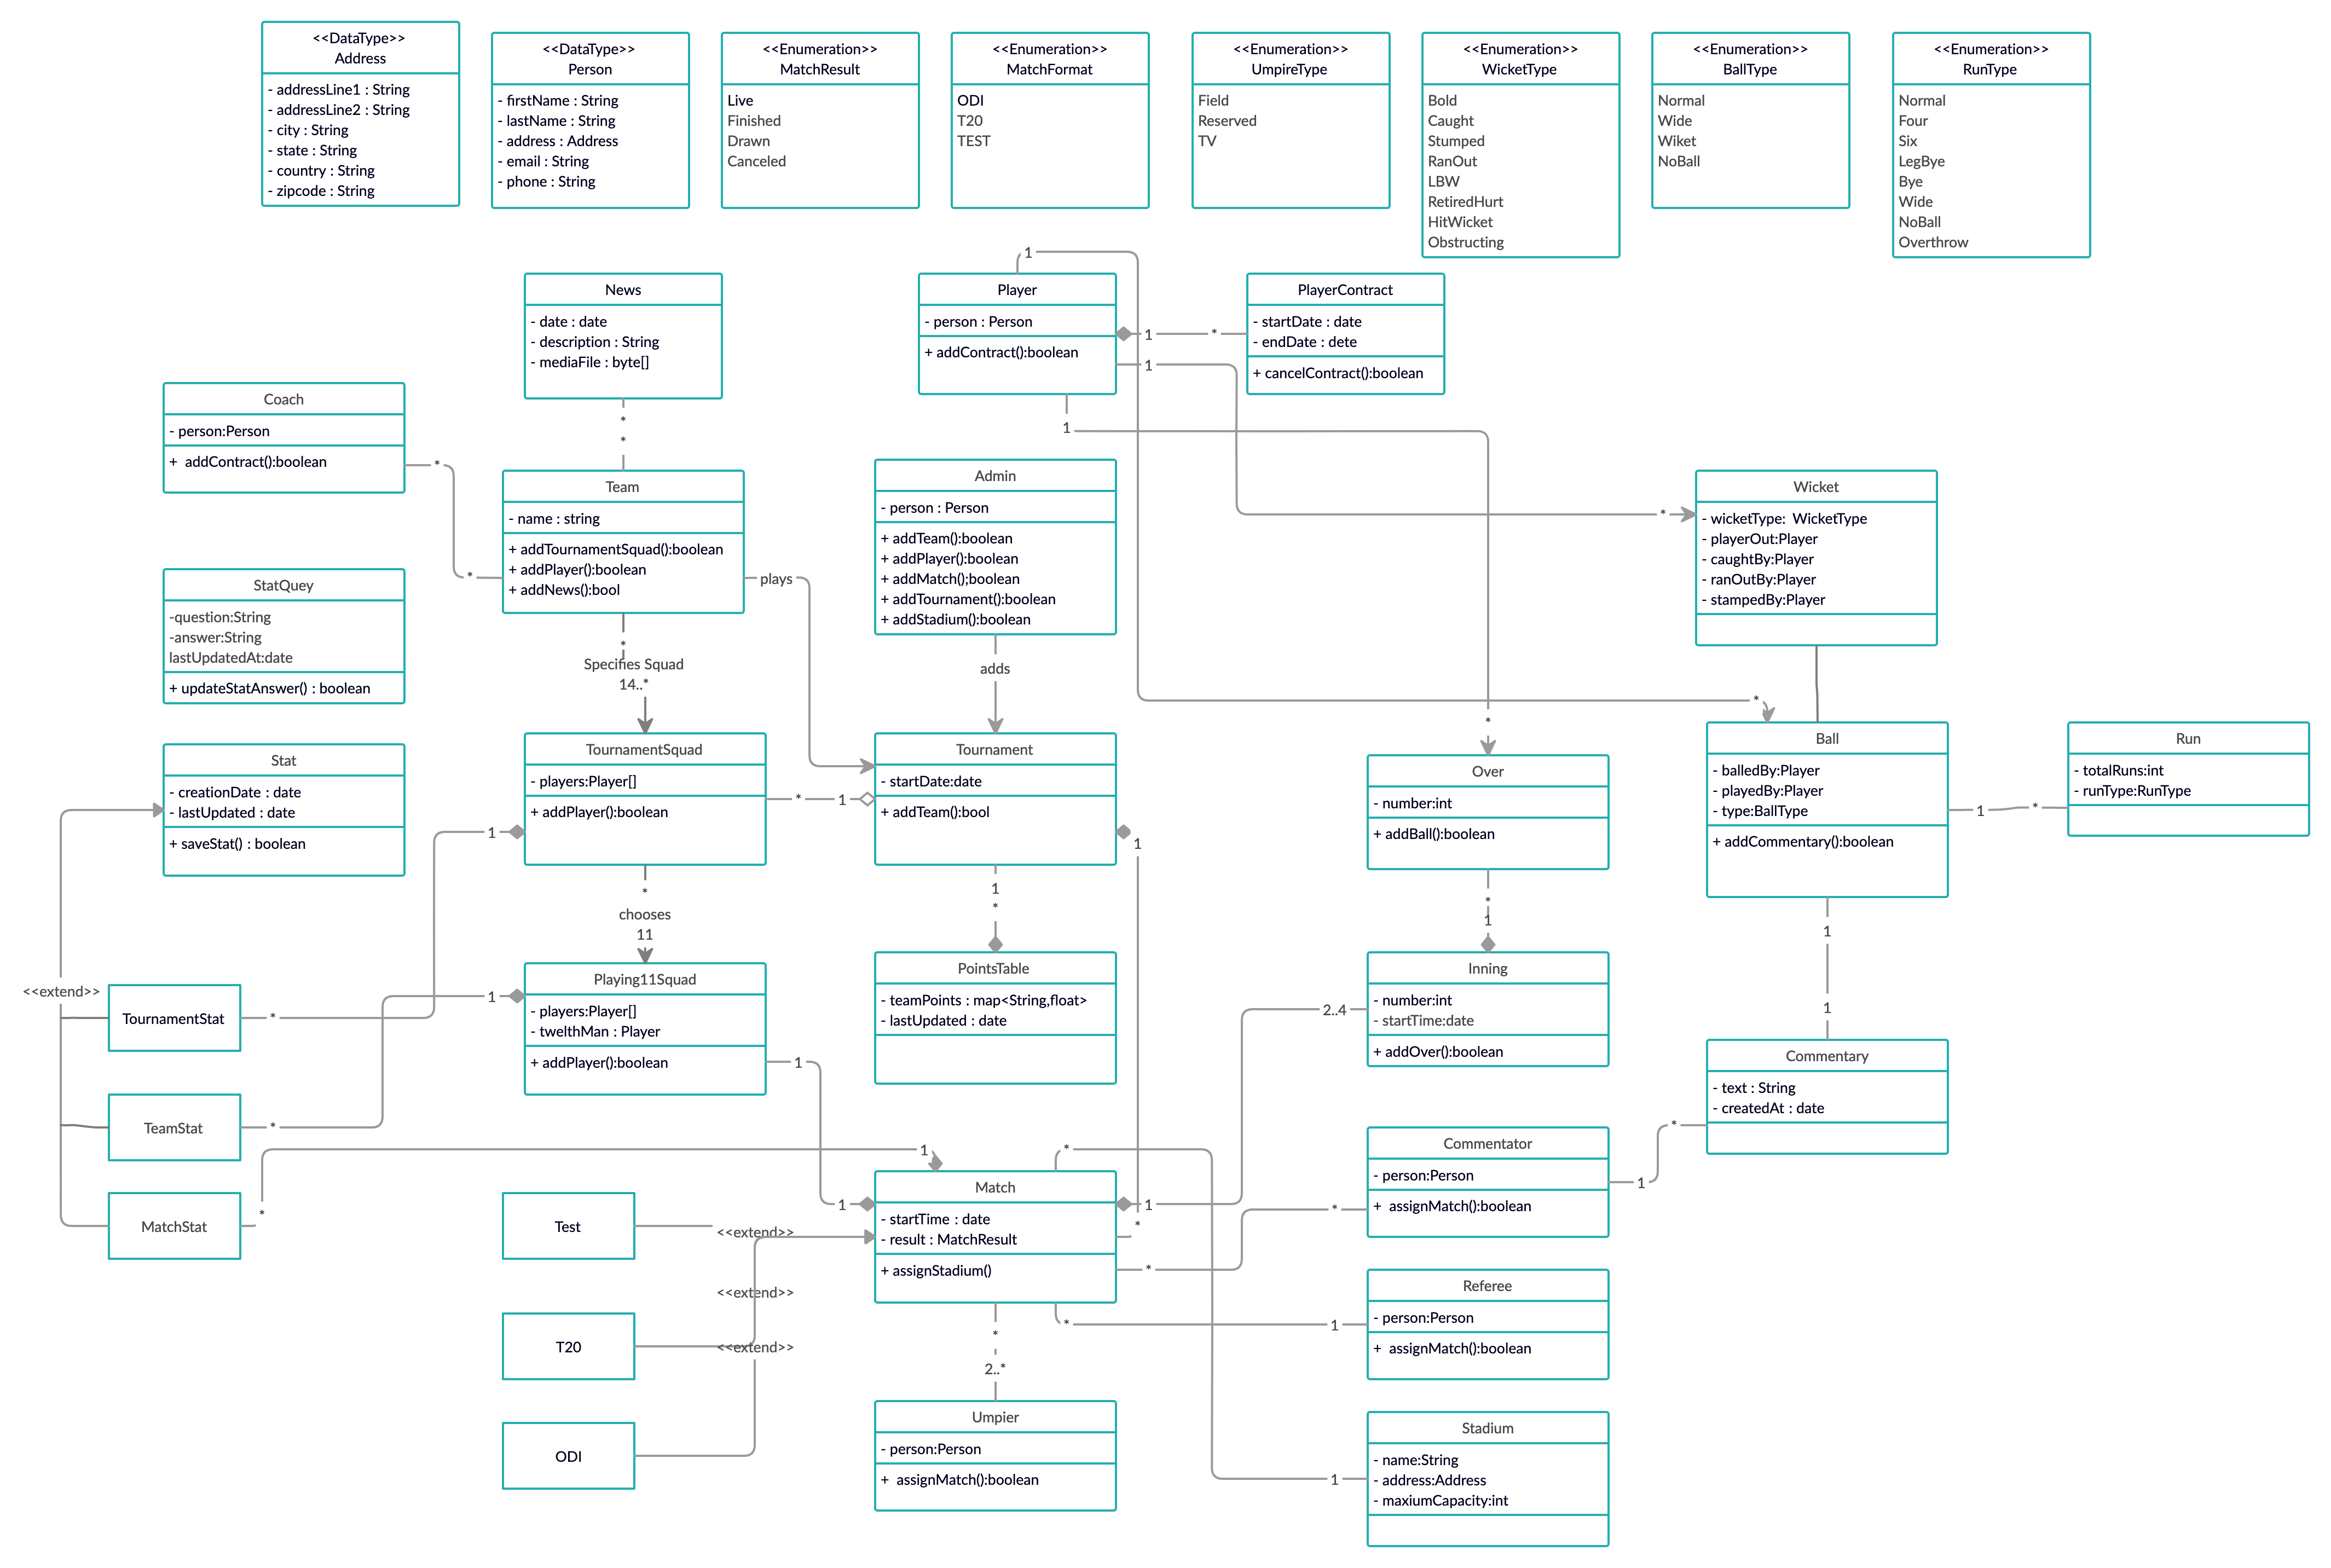 <<DataType>>
Address
- addressLine1 : String
- addressLine2 : String
- city : String
- state : String
- country : String
- zipcode : String
<<DataType>>
Person
- firstName : String
- lastName : String
- address : Address
- email : String
- phone : String
<<Enumeration>>
MatchResult
Live
Finished
Drawn
Canceled
<<Enumeration>>
MatchFormat
ODI
T20
TEST
<<Enumeration>>
UmpireType
Field
Reserved
TV
<<Enumeration>>
WicketType
Bold
Caught
Stumped
RanOut
LBW
RetiredHurt
HitWicket
Obstructing
<<Enumeration>>
BallType
Normal
Wide
Wiket
NoBall
<<Enumeration>>
RunType
Normal
Four
Six
LegBye
Bye
Wide
NoBall
Overthrow
News
- date : date
- description : String
- mediaFile : byte[]
*
*
1
Player
- person : Person
+ addContract():boolean
1
*
1
1
PlayerContract
- startDate : date
- endDate : dete
+ cancelContract():boolean
Coach
- person:Person
+ addContract():boolean
*
*
Team
- name : string
+ addTournamentSquad():boolean
+ addPlayer():boolean
+ addNews():bool
plays
*
Specifies Squad
14..*
Admin
- person : Person
+ addTeam():boolean
+ addPlayer():boolean
+ addMatch();boolean
+ addTournament():boolean
+ addStadium():boolean
adds
*
Wicket
- wicketType: WicketType
- playerOut:Player
- caughtBy:Player
- ranOutBy:Player
- stampedBy:Player
StatQuey
-question:String
-answer:String
lastUpdatedAt:date
+ updateStatAnswer() : boolean
Stat
- creationDate : date
- lastUpdated : date
+ saveStat() : boolean
TournamentSquad
- players:Player[]
+ addPlayer():boolean
1
* 1
*
chooses
11
Tournament
- startDate:date
+ addTeam():bool
1
1
*
*
Over
- number:int
+ addBall():boolean
*
1
*
Ball
- balledBy:Player
- playedBy:Player
- type:BallType
+ addCommentary():boolean
1 *
Run
- totalRuns:int
- runType:RunType
1
1
<<extend>>
TournamentStat
*
TeamStat
*
MatchStat
*
1
Playing11Squad
- players:Player[]
- twelthMan : Player
+ addPlayer():boolean
1
PointsTable
- teamPoints : map<String,float>
- lastUpdated : date
Inning
- number:int
- startTime:date
+ addOver():boolean
2..4
Commentary
- text : String
- createdAt : date
*
1
Commentator
- person:Person
+ assignMatch():boolean
*
1
*
1
1
*
*
Match
- startTime : date
- result : MatchResult
+ assignStadium()
Test
<<extend>>
T20
<<extend>>
<<extend>>
ODI
*
2..*
* 1
Referee
- person:Person
+ assignMatch():boolean
Umpier
- person:Person
+ assignMatch():boolean
1
Stadium
- name:String
- address:Address
- maxiumCapacity:int